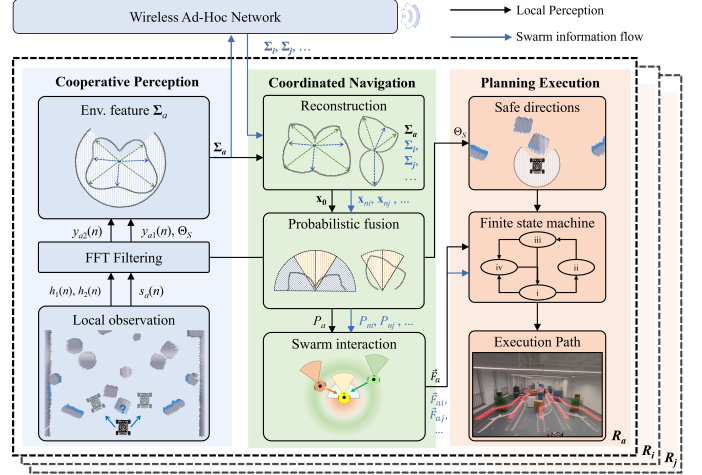 Wireless Ad-Hoc Network
Local Perception
Swarm information flow
Σi, Σj, ...
Cooperative Perception
Env. feature Σa
Σa
ya2(n)
ya1(n), ΘS
FFT Filtering
h1(n), h2(n)
sa(n)
Local observation
?
Coordinated Navigation
Reconstruction
Σa
Σi,
Σj,
...
x0
xni, xnj , ...
Probabilistic fusion
Pa
Pni, Pnj, ...
Swarm interaction
F⃗a
F⃗ai,
F⃗aj,
...
Planning Execution
ΘS
Safe directions
Finite state machine
iii
iv
ii
i
Execution Path
Ra
Ri
Rj